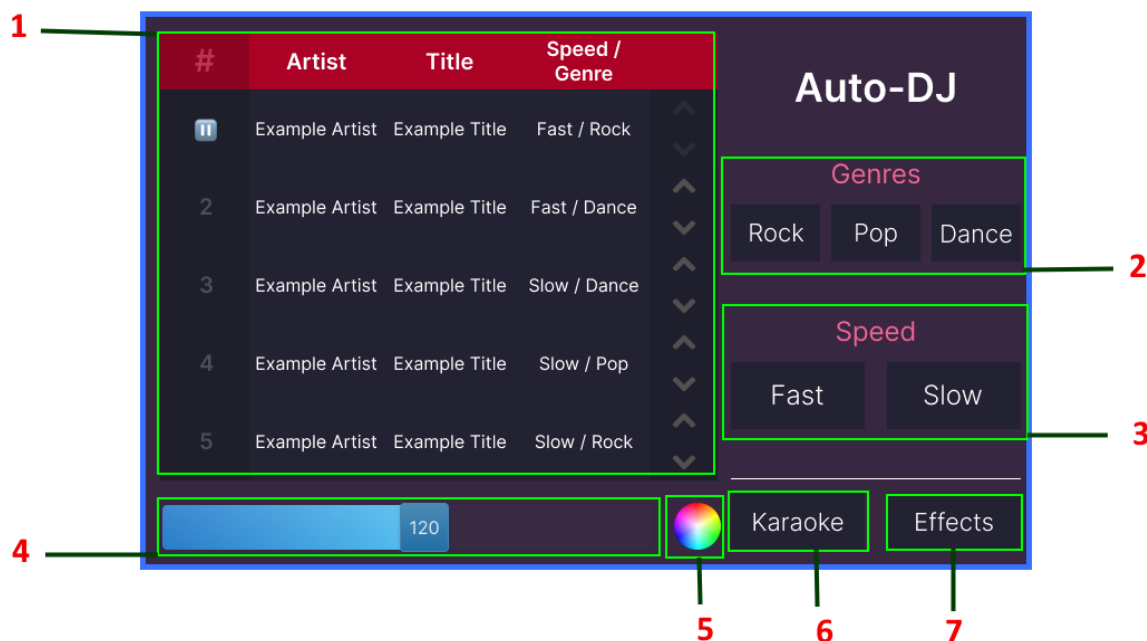 1
# Artist Title Speed /
Genre
Auto-DJ
Example Artist Example Title Fast / Rock
2 Example Artist Example Title Fast / Dance
3 Example Artist Example Title Slow / Dance
4 Example Artist Example Title Slow / Pop
5 Example Artist Example Title Slow / Rock
Genres
Rock Pop Dance
2
Speed
Fast Slow
3
120
4
Karaoke Effects
5 6 7